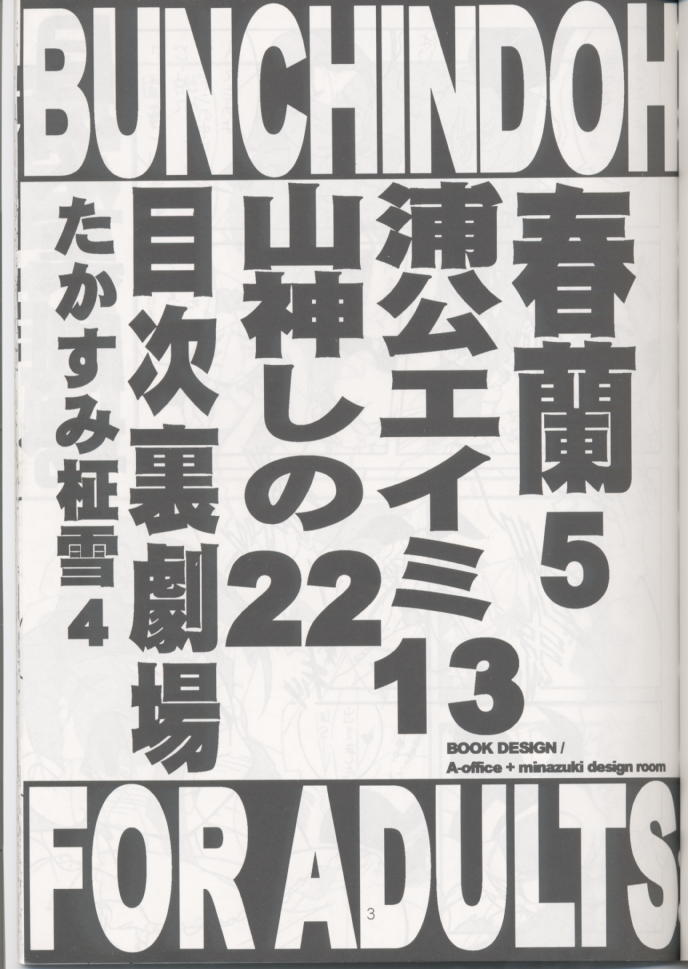 BUNCHINDOH
春蘭 5
蒲公エイミ 13
山神しの 22
目次裏劇場
たかすみ柾雪 4
BOOK DESIGN /
A-office + minazuki design room
FOR ADULTS
3